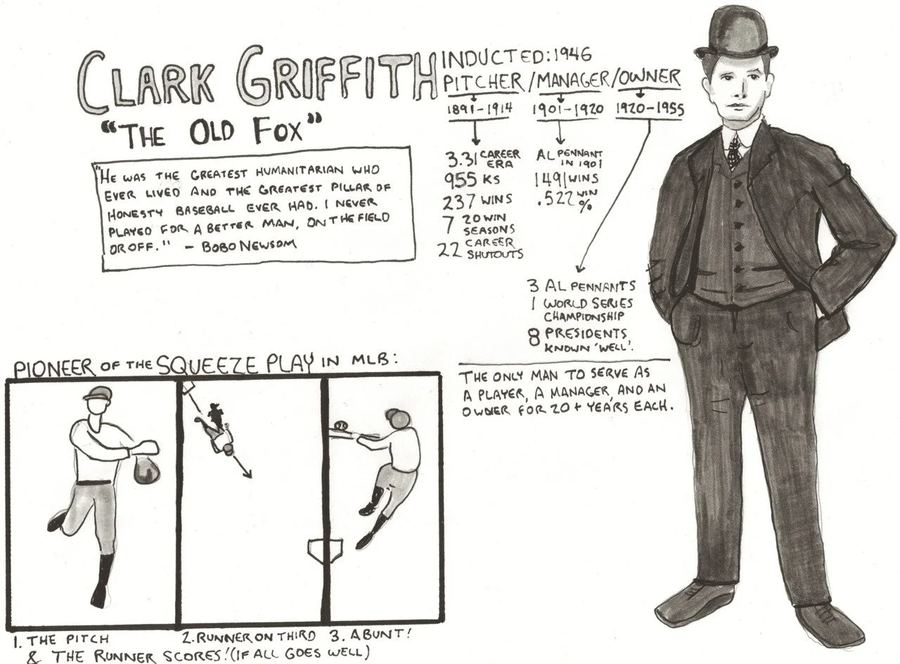 CLARK GRIFFITH
"THE OLD FOX"
"HE WAS THE GREATEST HUMANITARIAN WHO
EVER LIVED AND THE GREATEST PILLAR OF
HONESTY BASEBALL EVER HAD. I NEVER
PLAYED FOR A BETTER MAN, ON THE FIELD
OR OFF." - BOBO NEWSOM
INDUCTED: 1946
PITCHER/MANAGER/OWNER
1891-1914 1901-1920 1920-1955
3.31 CAREER ERA
955 KS
237 WINS
7 20 WIN SEASONS
22 CAREER SHUTOUTS
AL PENNANT
IN 1901
1491 WINS
.522 WIN %
3 AL PENNANTS
1 WORLD SERIES
CHAMPIONSHIP
8 PRESIDENTS
KNOWN 'WELL'.
THE ONLY MAN TO SERVE AS
A PLAYER, A MANAGER, AND AN
OWNER FOR 20+ YEARS EACH.
PIONEER OF THE SQUEEZE PLAY IN MLB:
1. THE PITCH 2. RUNNER ON THIRD 3. A BUNT!
& THE RUNNER SCORES! (IF ALL GOES WELL)